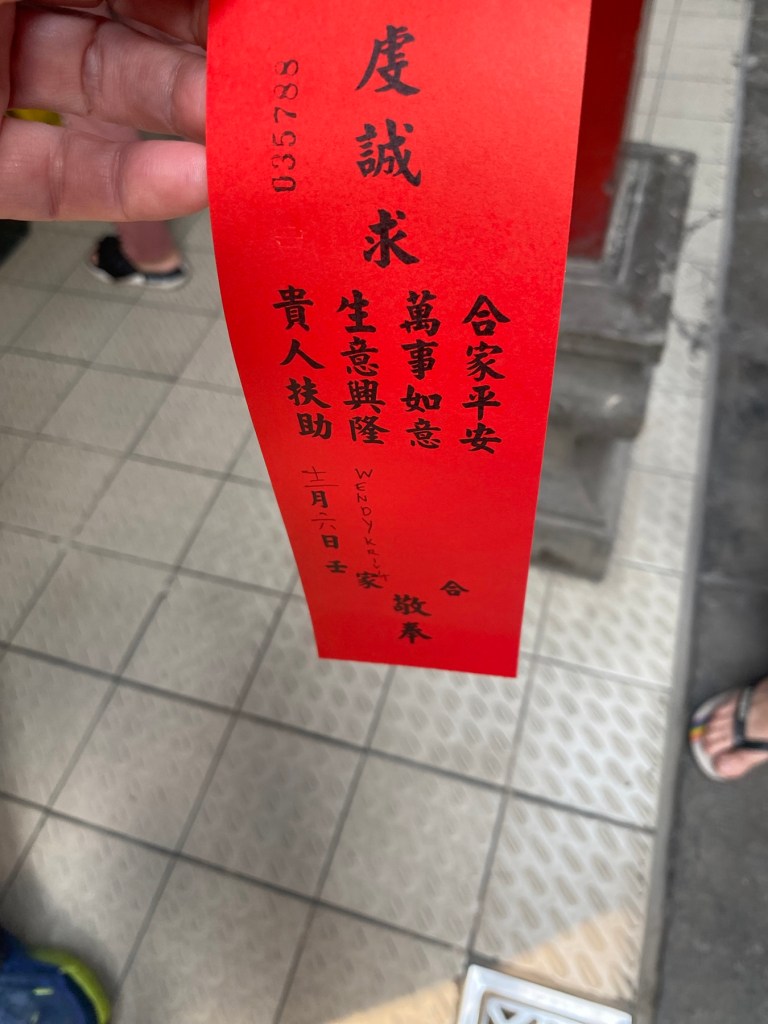 035788
虔誠求
合家平安
萬事如意
生意興隆
貴人扶助
合家
敬奉
WENDY
十二月六日